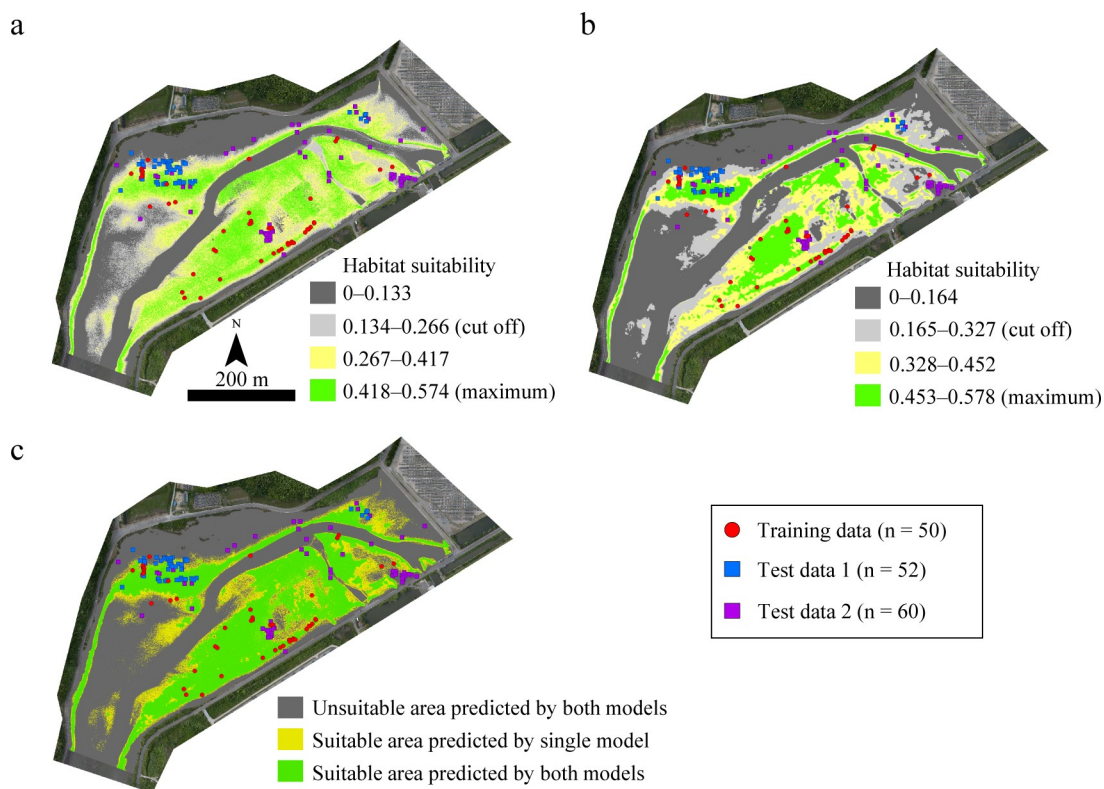 a
b
Habitat suitability
0–0.133
0.134–0.266 (cut off)
0.267–0.417
0.418–0.574 (maximum)
N
200 m
Habitat suitability
0–0.164
0.165–0.327 (cut off)
0.328–0.452
0.453–0.578 (maximum)
c
Unsuitable area predicted by both models
Suitable area predicted by single model
Suitable area predicted by both models
Training data (n = 50)
Test data 1 (n = 52)
Test data 2 (n = 60)